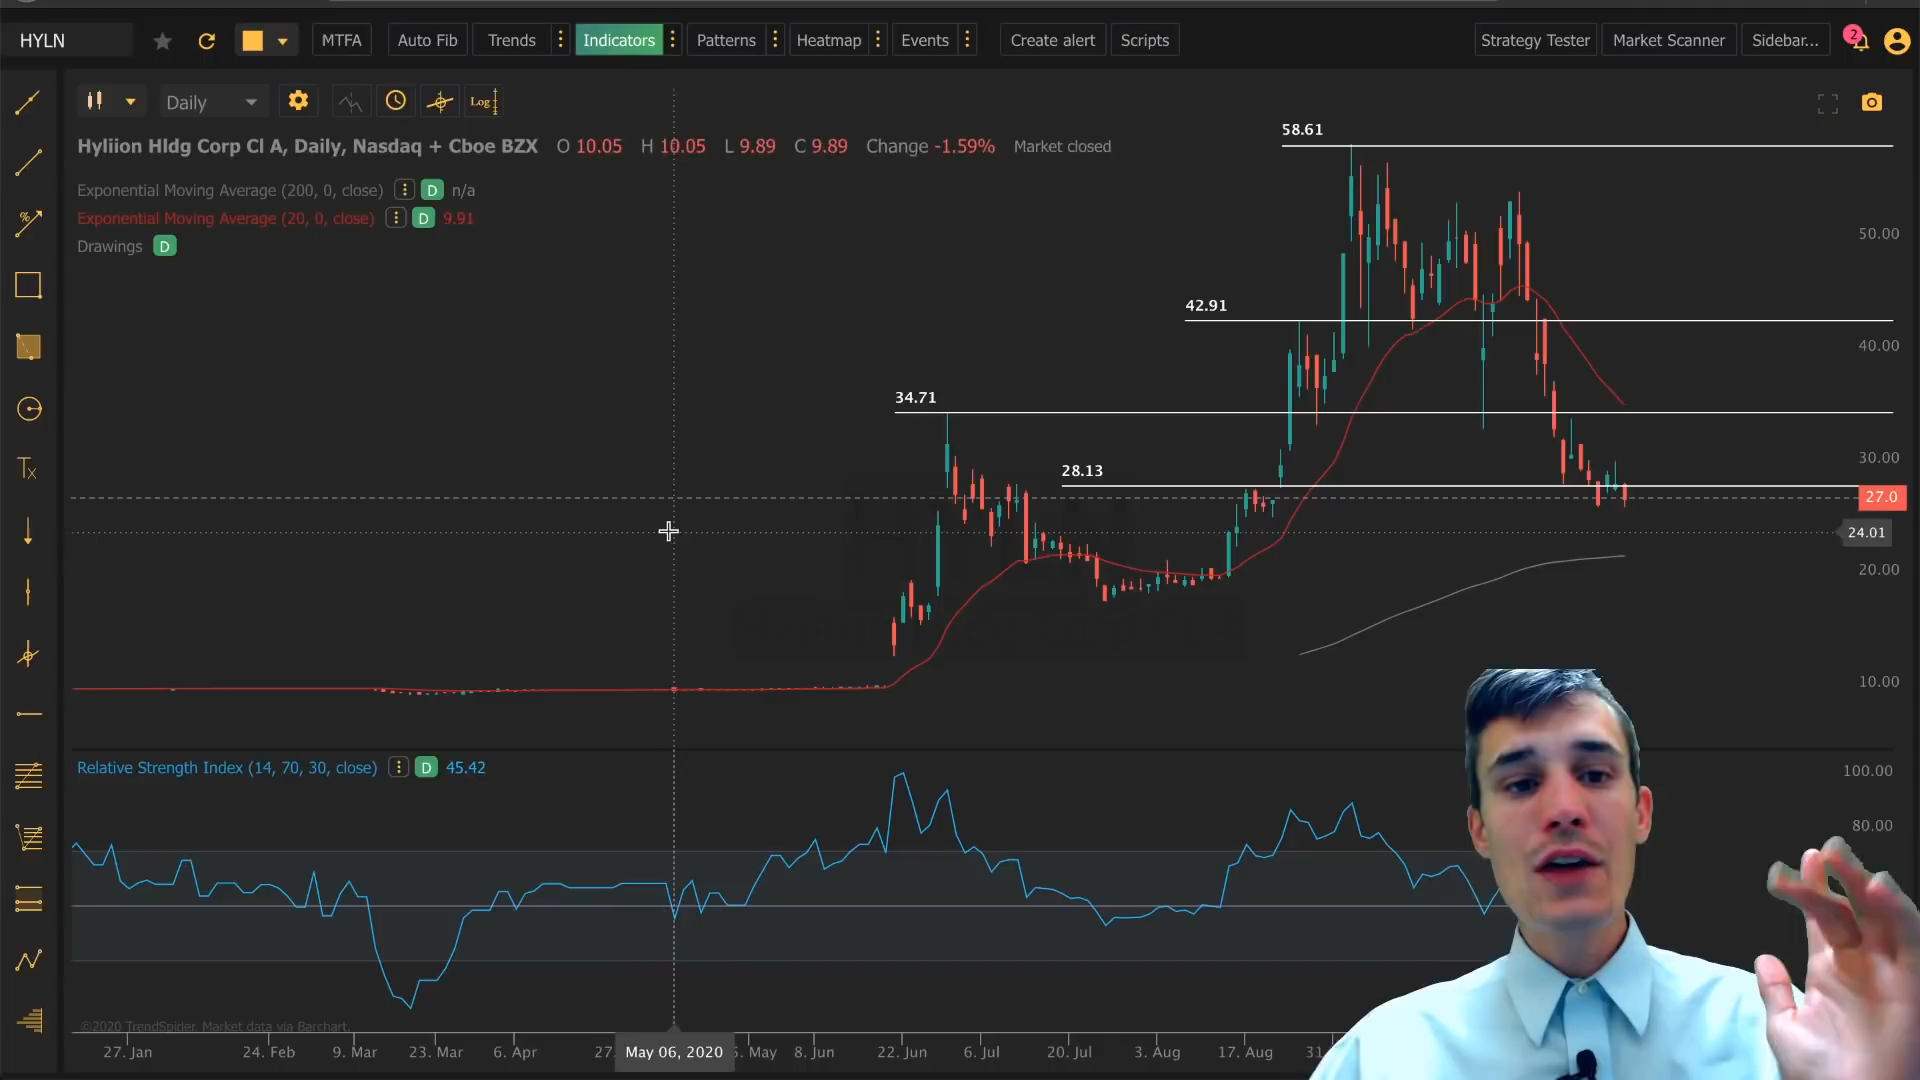 HYLN
MTFA
Auto Fib
Trends
Indicators
Patterns
Heatmap
Events
Create alert
Scripts
Strategy Tester
Market Scanner
Sidebar...
2
Daily
Log
Hyliion Hldg Corp Cl A, Daily, Nasdaq + Cboe BZX O 10.05 H 10.05 L 9.89 C 9.89 Change -1.59% Market closed
Exponential Moving Average (200, 0, close) D n/a
Exponential Moving Average (20, 0, close) D 9.91
Drawings D
58.61
42.91
34.71
28.13
50.00
40.00
30.00
27.0
24.01
20.00
10.00
Relative Strength Index (14, 70, 30, close) D 45.42
100.00
80.00
©2020 TrendSpider. Market data via Barchart.
27. Jan
24. Feb
9. Mar
23. Mar
6. Apr
27
May 06, 2020
5. May
8. Jun
22. Jun
6. Jul
20. Jul
3. Aug
17. Aug
31
%
Tx